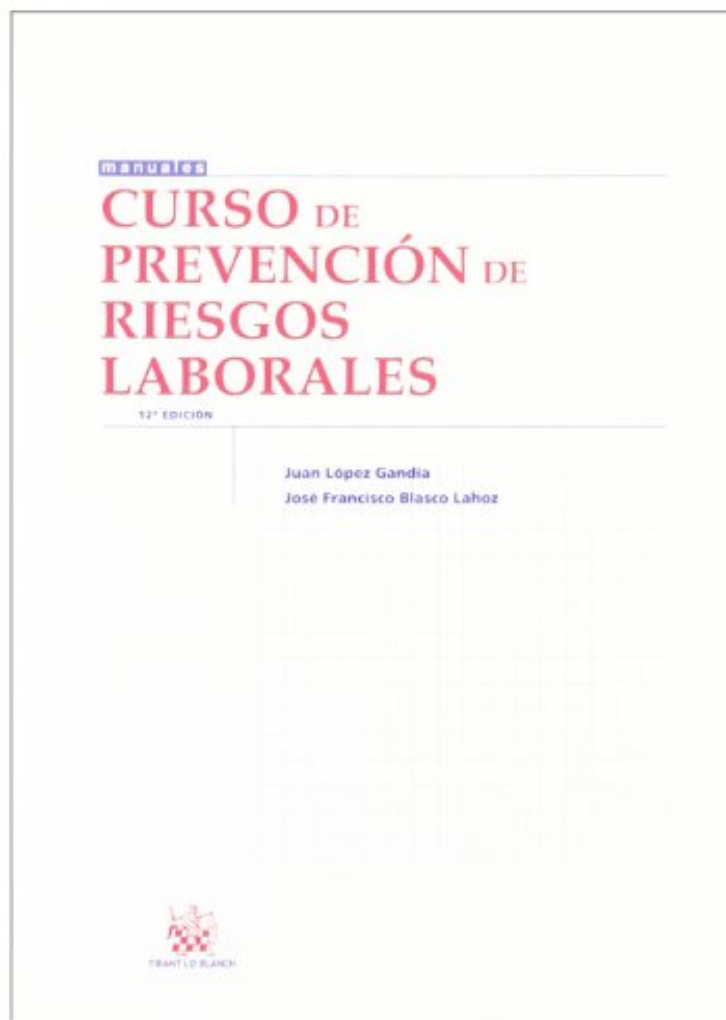 manuales
CURSO DE
PREVENCIÓN DE
RIESGOS
LABORALES
12ª EDICIÓN
Juan López Gandía
José Francisco Blasco Lahoz
TIRANT LO BLANCH